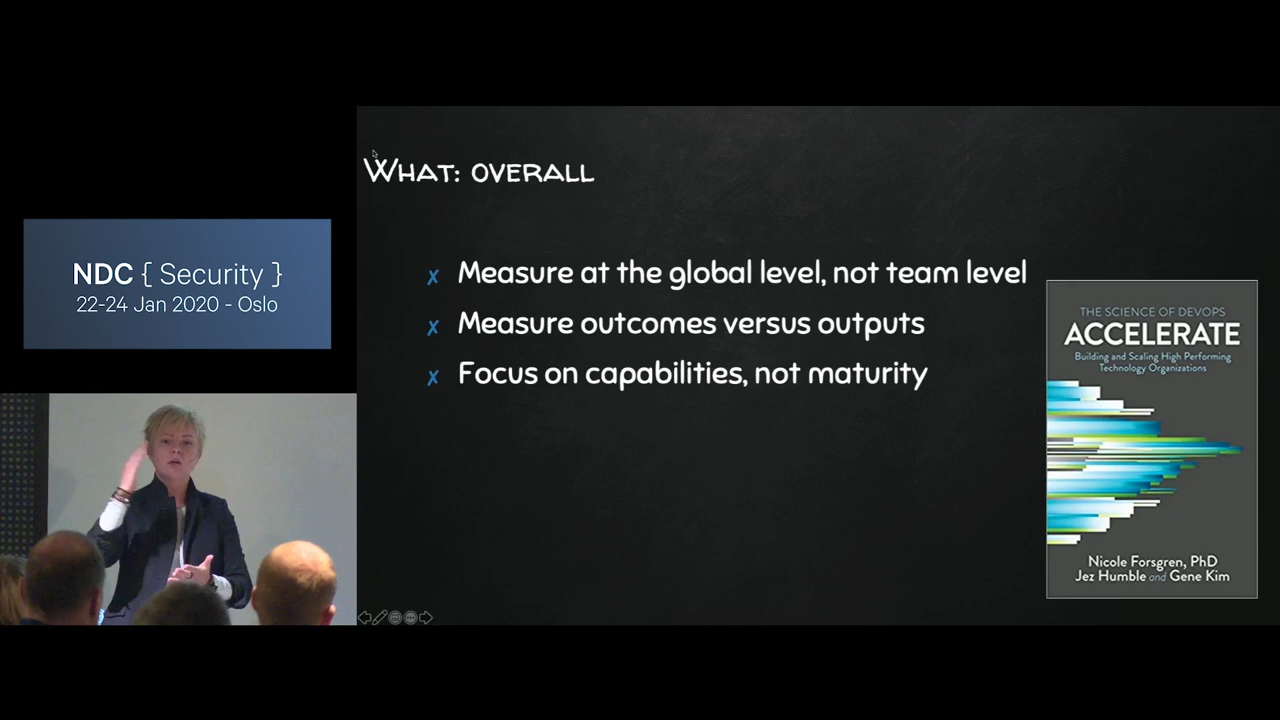 NDC { Security }
22-24 Jan 2020 - Oslo
What: overall
x Measure at the global level, not team level
x Measure outcomes versus outputs
x Focus on capabilities, not maturity
THE SCIENCE OF DEVOPS
ACCELERATE
Building and Scaling High Performing
Technology Organizations
Nicole Forsgren, PhD
Jez Humble and Gene Kim